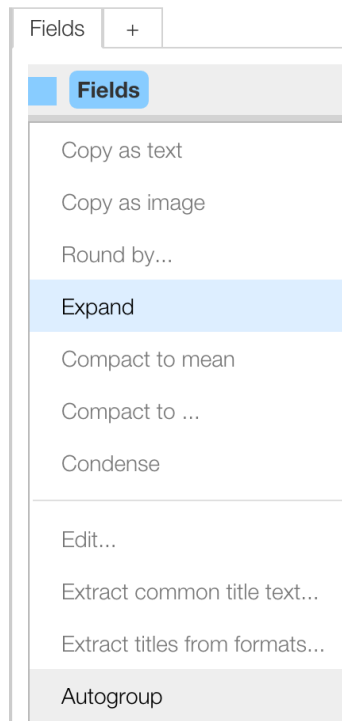 Fields +
Fields
Copy as text
Copy as image
Round by...
Expand
Compact to mean
Compact to ...
Condense
Edit...
Extract common title text...
Extract titles from formats...
Autogroup